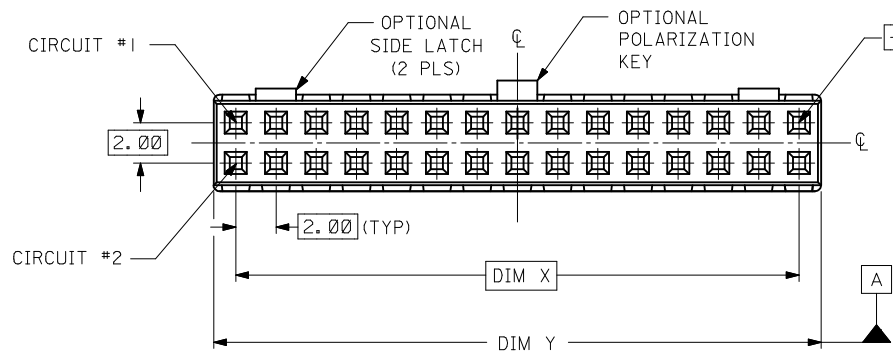 CIRCUIT #1
OPTIONAL
SIDE LATCH
(2 PLS)
℄
OPTIONAL
POLARIZATION
KEY
2.00
℄
CIRCUIT #2
2.00 (TYP)
DIM X
A
DIM Y